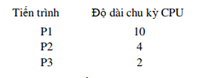 Tiến trình Độ dài chu kỳ CPU
P1 10
P2 4
P3 2